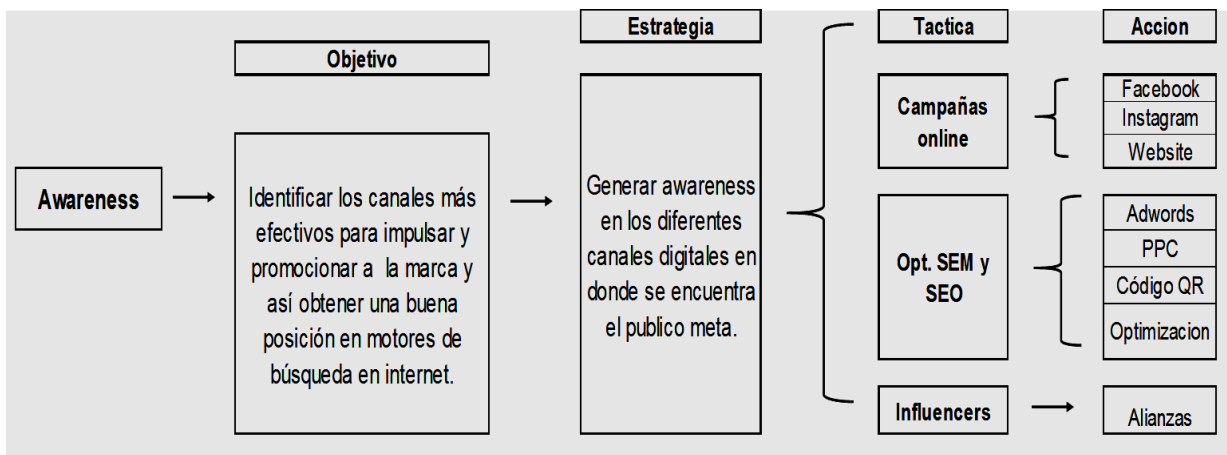 Awareness
Objetivo
Identificar los canales más
efectivos para impulsar y
promocionar a la marca y
así obtener una buena
posición en motores de
búsqueda en internet.
Estrategia
Generar awareness
en los diferentes
canales digitales en
donde se encuentra
el publico meta.
Tactica
Accion
Campañas
online
Facebook
Instagram
Website
Opt. SEM y
SEO
Adwords
PPC
Código QR
Optimizacion
Influencers
Alianzas